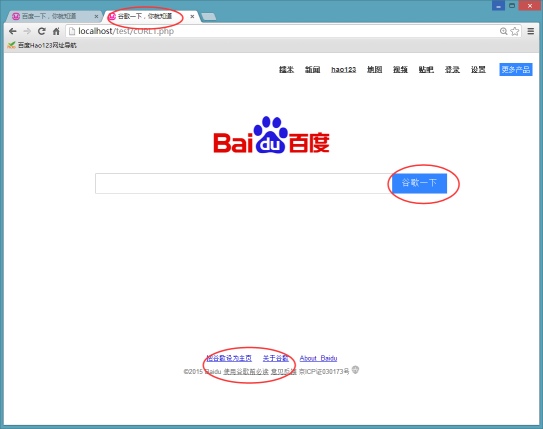 百度一下，你就知道 谷歌一下，你就知道
localhost/test/CURL1.php
百度Hao123网址导航
糯米 新闻 hao123 地图 视频 贴吧 登录 设置 更多产品
Bai du 百度
谷歌一下
把谷歌设为主页 关于谷歌 About Baidu
©2015 Baidu 使用谷歌前必读 意见反馈 京ICP证030173号